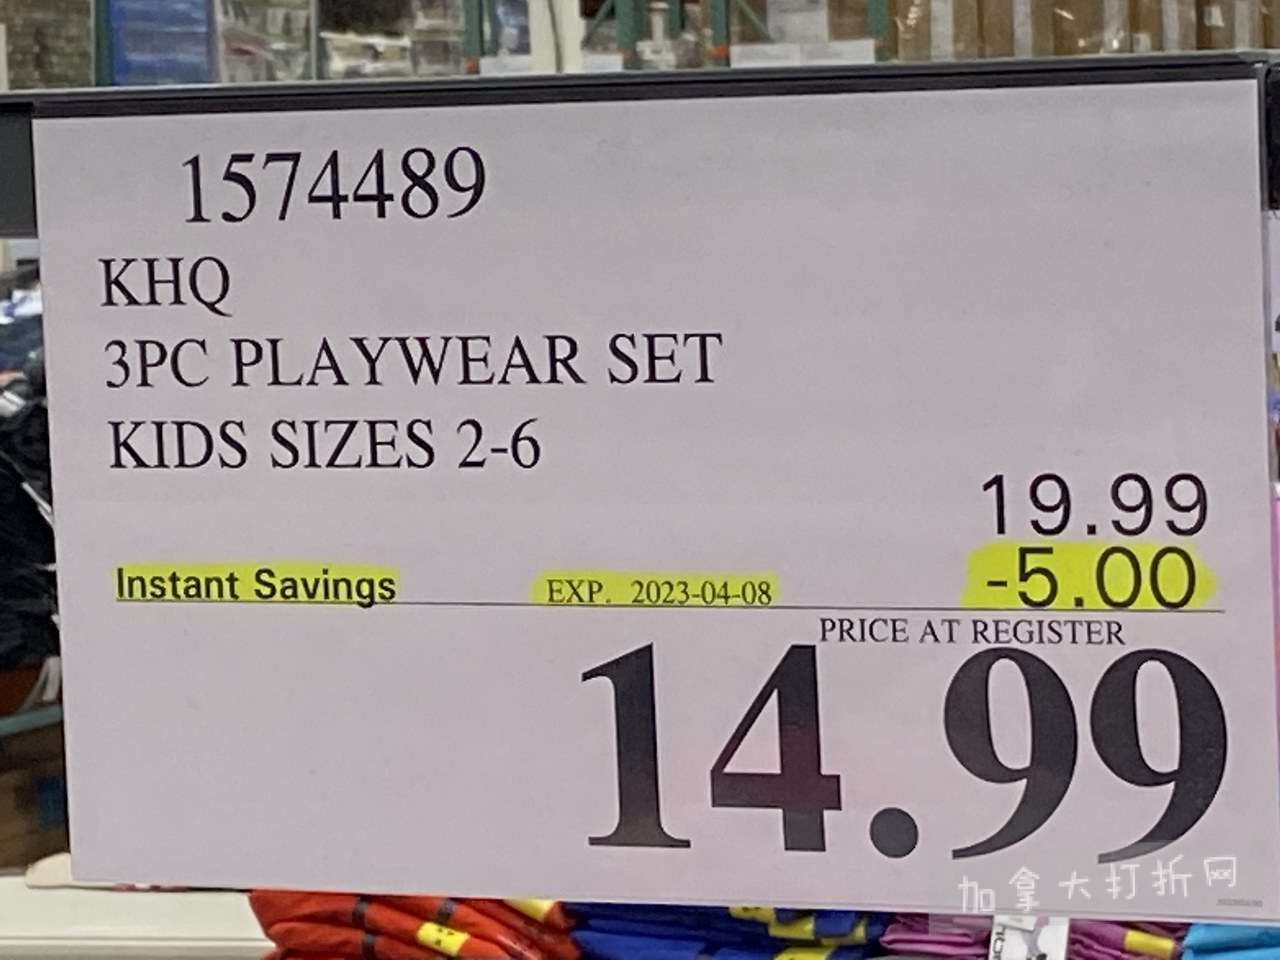 1574489
KHQ
3PC PLAYWEAR SET
KIDS SIZES 2-6
19.99
Instant Savings EXP. 2023-04-08 -5.00
PRICE AT REGISTER
14.99
加拿大打折网